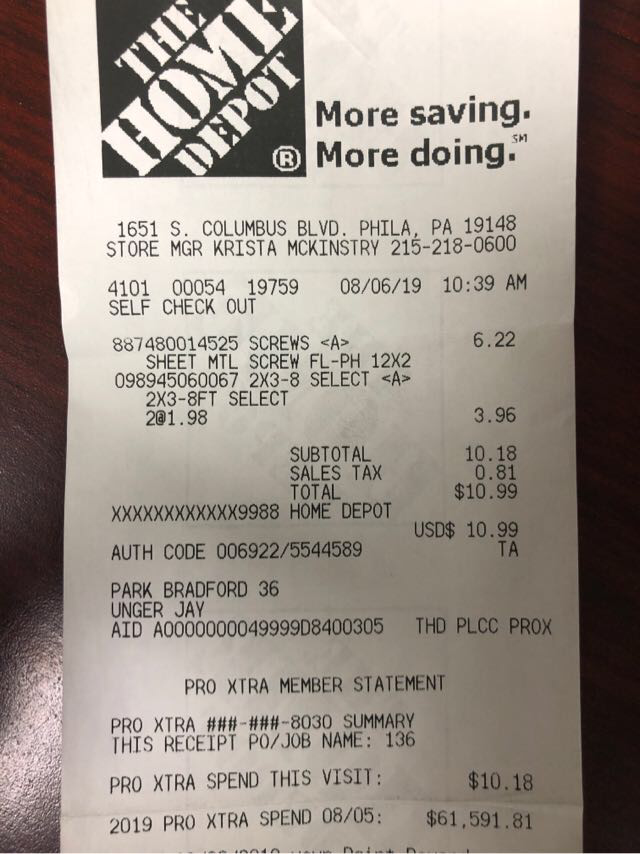 THE
HOME
DEPOT
®
More saving.
More doing.℠
1651 S. COLUMBUS BLVD. PHILA, PA 19148
STORE MGR KRISTA MCKINSTRY 215-218-0600
4101 00054 19759 08/06/19 10:39 AM
SELF CHECK OUT
887480014525 SCREWS <A> 6.22
SHEET MTL SCREW FL-PH 12X2
098945060067 2X3-8 SELECT <A>
2X3-8FT SELECT
2@1.98 3.96
SUBTOTAL 10.18
SALES TAX 0.81
TOTAL $10.99
XXXXXXXXXXXX9988 HOME DEPOT
USD$ 10.99
AUTH CODE 006922/5544589 TA
PARK BRADFORD 36
UNGER JAY
AID A0000000049999D8400305 THD PLCC PROX
PRO XTRA MEMBER STATEMENT
PRO XTRA ###-###-8030 SUMMARY
THIS RECEIPT PO/JOB NAME: 136
PRO XTRA SPEND THIS VISIT: $10.18
2019 PRO XTRA SPEND 08/05: $61,591.81